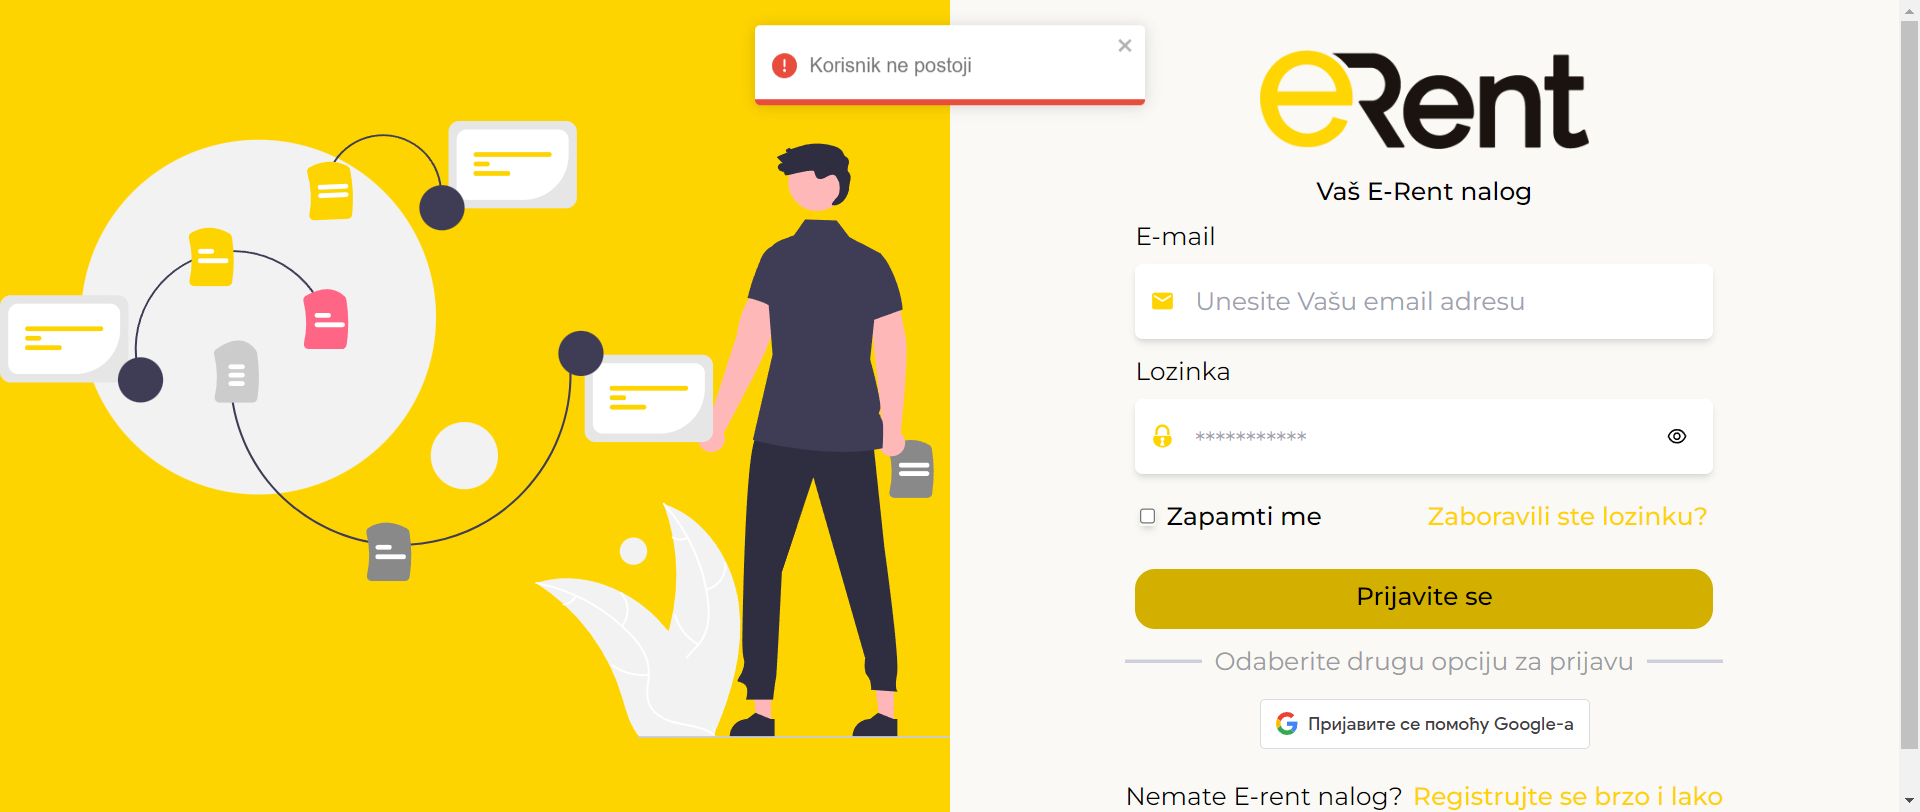 Korisnik ne postoji
eRent
Vaš E-Rent nalog
E-mail
Unesite Vašu email adresu
Lozinka
***********
Zapamti me
Zaboravili ste lozinku?
Prijavite se
Odaberite drugu opciju za prijavu
Пријавите се помоћу Google-а
Nemate E-rent nalog? Registrujte se brzo i lako